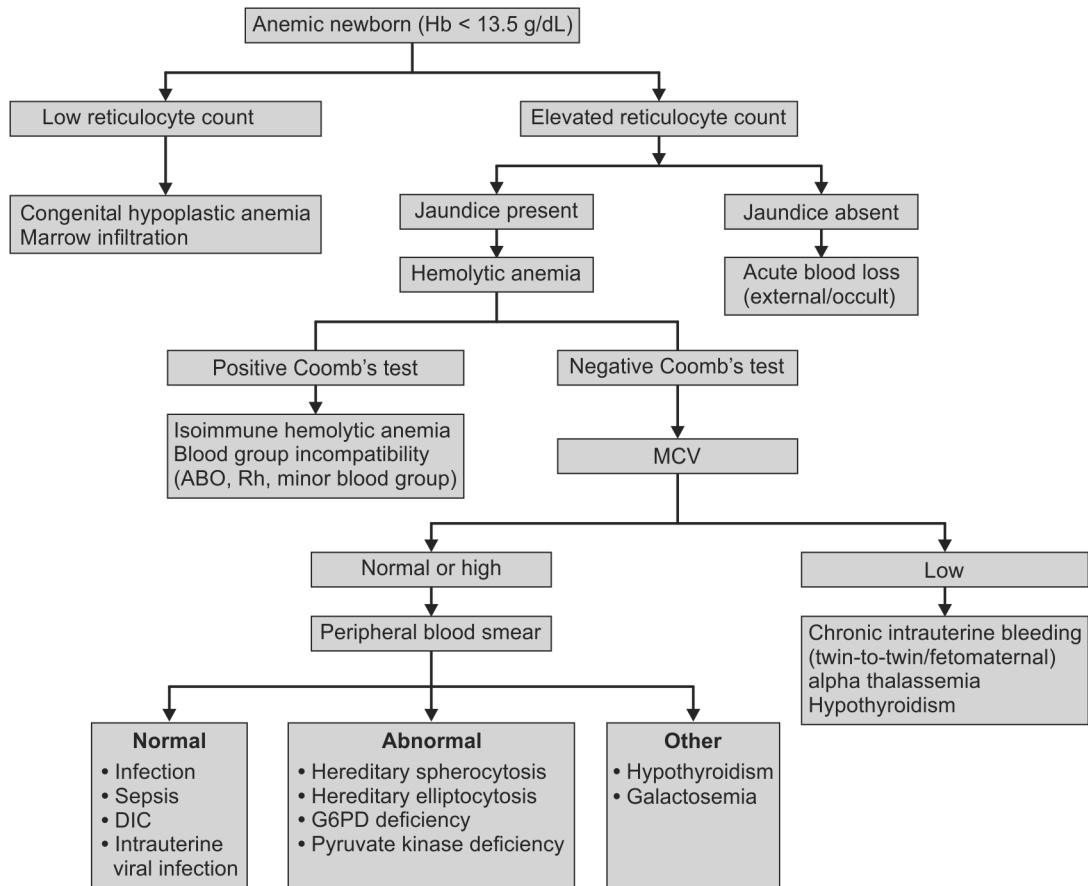 Anemic newborn (Hb < 13.5 g/dL)
Low reticulocyte count
Elevated reticulocyte count
Congenital hypoplastic anemia
Marrow infiltration
Jaundice present
Jaundice absent
Hemolytic anemia
Acute blood loss
(external/occult)
Positive Coomb’s test
Negative Coomb’s test
Isoimmune hemolytic anemia
Blood group incompatibility
(ABO, Rh, minor blood group)
MCV
Normal or high
Low
Peripheral blood smear
Chronic intrauterine bleeding
(twin-to-twin/fetomaternal)
alpha thalassemia
Hypothyroidism
Normal
• Infection
• Sepsis
• DIC
• Intrauterine
viral infection
Abnormal
• Hereditary spherocytosis
• Hereditary elliptocytosis
• G6PD deficiency
• Pyruvate kinase deficiency
Other
• Hypothyroidism
• Galactosemia